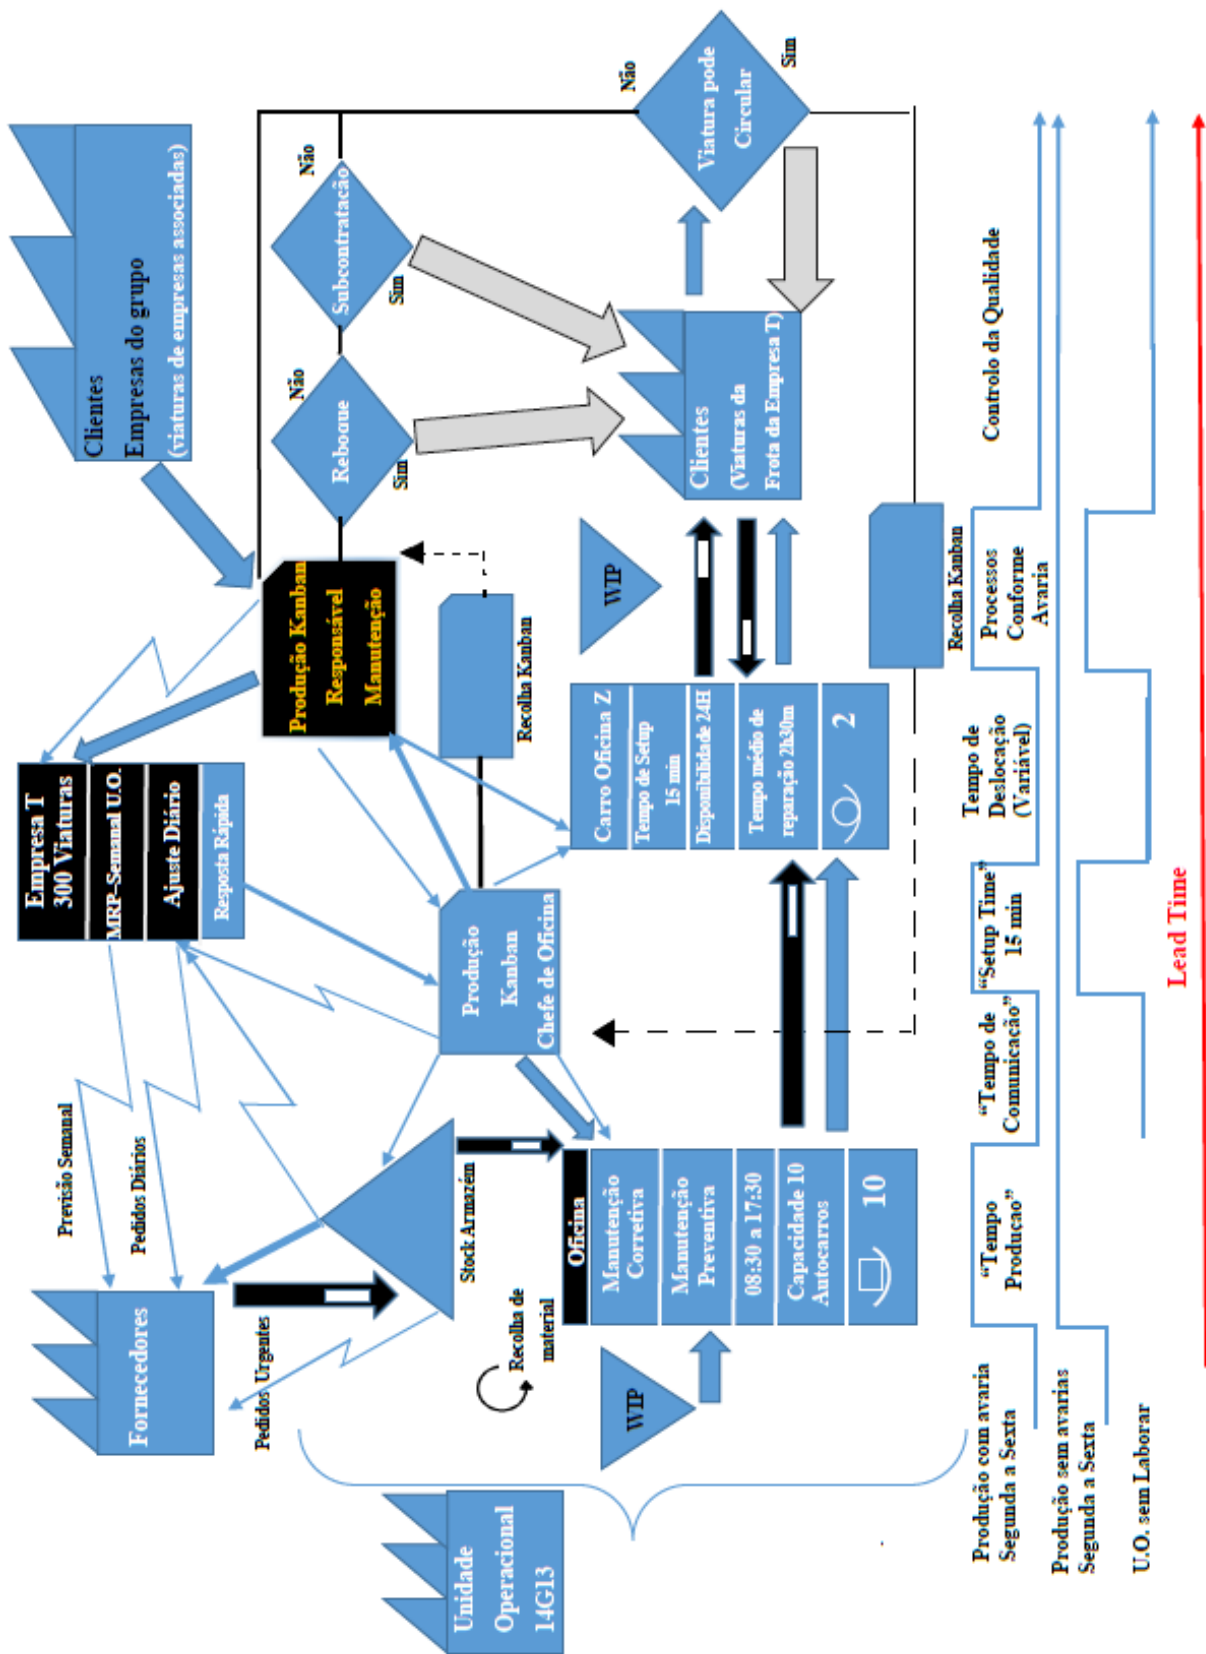 Clientes
Empresas do grupo
(viaturas de empresas associadas)
Empresa T
300 Viaturas
MRP-Semanal U.O.
Ajuste Diário
Resposta Rápida
Previsão Semanal
Pedidos Diários
Fornecedores
Pedidos Urgentes
Produção Kanban
Responsável
Manutenção
Reboque
Não
Sim
Subcontratação
Não
Sim
Viatura pode
Circular
Não
Sim
Recolha Kanban
Produção
Kanban
Chefe de Oficina
Stock Armazém
Recolha de
material
Unidade
Operacional
14G13
WIP
Oficina
Manutenção
Corretiva
Manutenção
Preventiva
08:30 a 17:30
Capacidade 10
Autocarros
10
Carro Oficina Z
Tempo de Setup
15 min
Disponibilidade 24H
Tempo médio de
reparação 2h30m
2
WIP
Clientes
(Viaturas da
Frota da Empresa T)
Recolha Kanban
Produção com avaria
Segunda a Sexta
"Tempo
Produçao"
"Tempo de
Comunicação"
"Setup Time"
15 min
Tempo de
Deslocação
(Variável)
Processos
Conforme
Avaria
Controlo da Qualidade
Produção sem avarias
Segunda a Sexta
U.O. sem Laborar
Lead Time